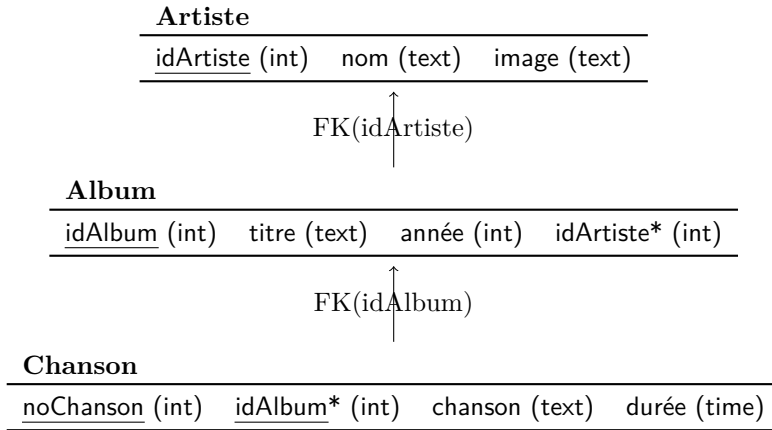 Artiste
idArtiste (int) nom (text) image (text)
FK(idArtiste)
Album
idAlbum (int) titre (text) année (int) idArtiste* (int)
FK(idAlbum)
Chanson
noChanson (int) idAlbum* (int) chanson (text) durée (time)